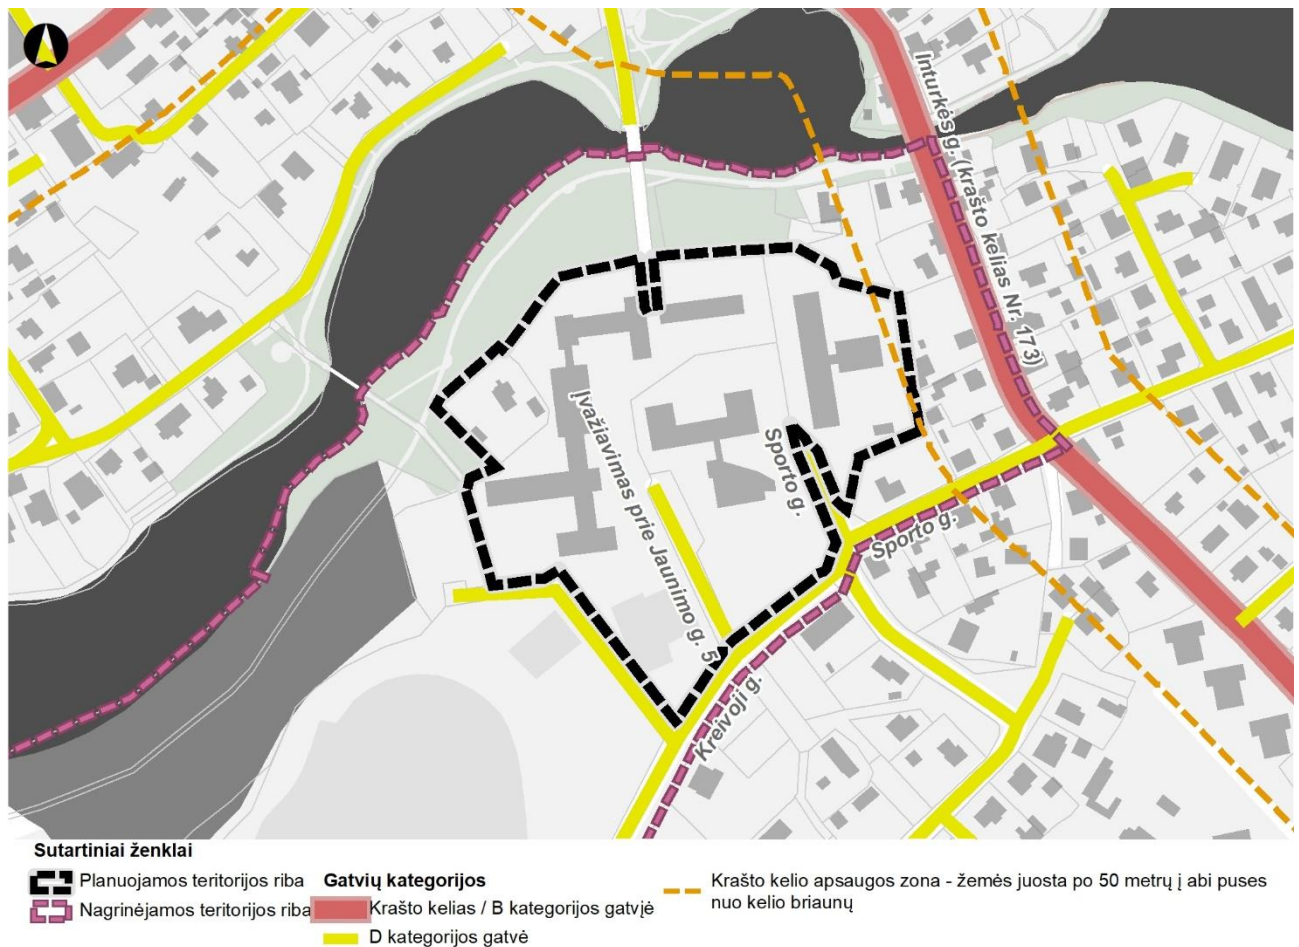 Inturkės g. (krašto kelias Nr. 173)
Įvažiavimas prie Jaunimo g. 5
Sporto g.
Sporto g.
Kreivoji g.
Sutartiniai ženklai
Planuojamos teritorijos riba
Nagrinėjamos teritorijos riba
Gatvių kategorijos
Krašto kelias / B kategorijos gatvįė
D kategorijos gatvė
Krašto kelio apsaugos zona - žemės juosta po 50 metrų į abi puses
nuo kelio briaunų